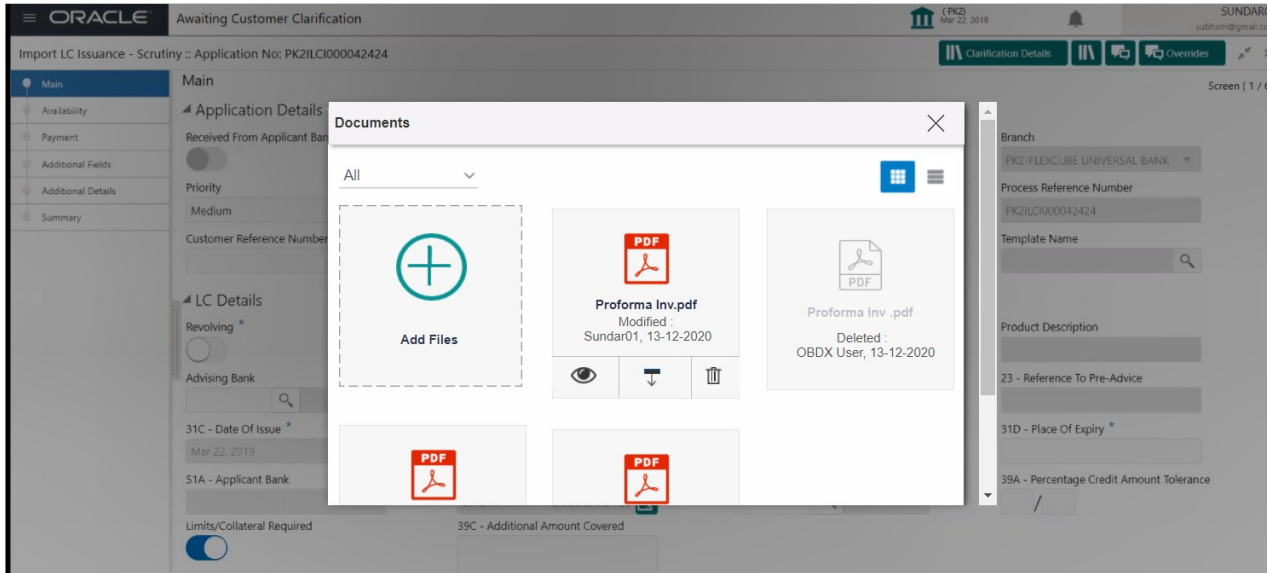 ORACLE
Awaiting Customer Clarification
(PK2)
Mar 22, 2019
SUNDAR0
subham@gmail.co
Import LC Issuance - Scrutiny :: Application No: PK2ILCI000042424
Clarification Details
Overrides
Main
Availability
Payment
Additional Fields
Additional Details
Summary
Main
Screen ( 1 / 6
Application Details
Received From Applicant Ban
Branch
PK2-FLEXCUBE UNIVERSAL BANK
Priority
Medium
Process Reference Number
PK2ILCI000042424
Customer Reference Number
Template Name
LC Details
Revolving *
Product Description
Advising Bank
23 - Reference To Pre-Advice
31C - Date Of Issue *
Mar 22, 2019
31D - Place Of Expiry *
51A - Applicant Bank
39A - Percentage Credit Amount Tolerance
/
Limits/Collateral Required
39C - Additional Amount Covered
Documents
All
Add Files
PDF
Proforma Inv.pdf
Modified :
Sundar01, 13-12-2020
PDF
Proforma Inv .pdf
Deleted :
OBDX User, 13-12-2020
PDF
PDF